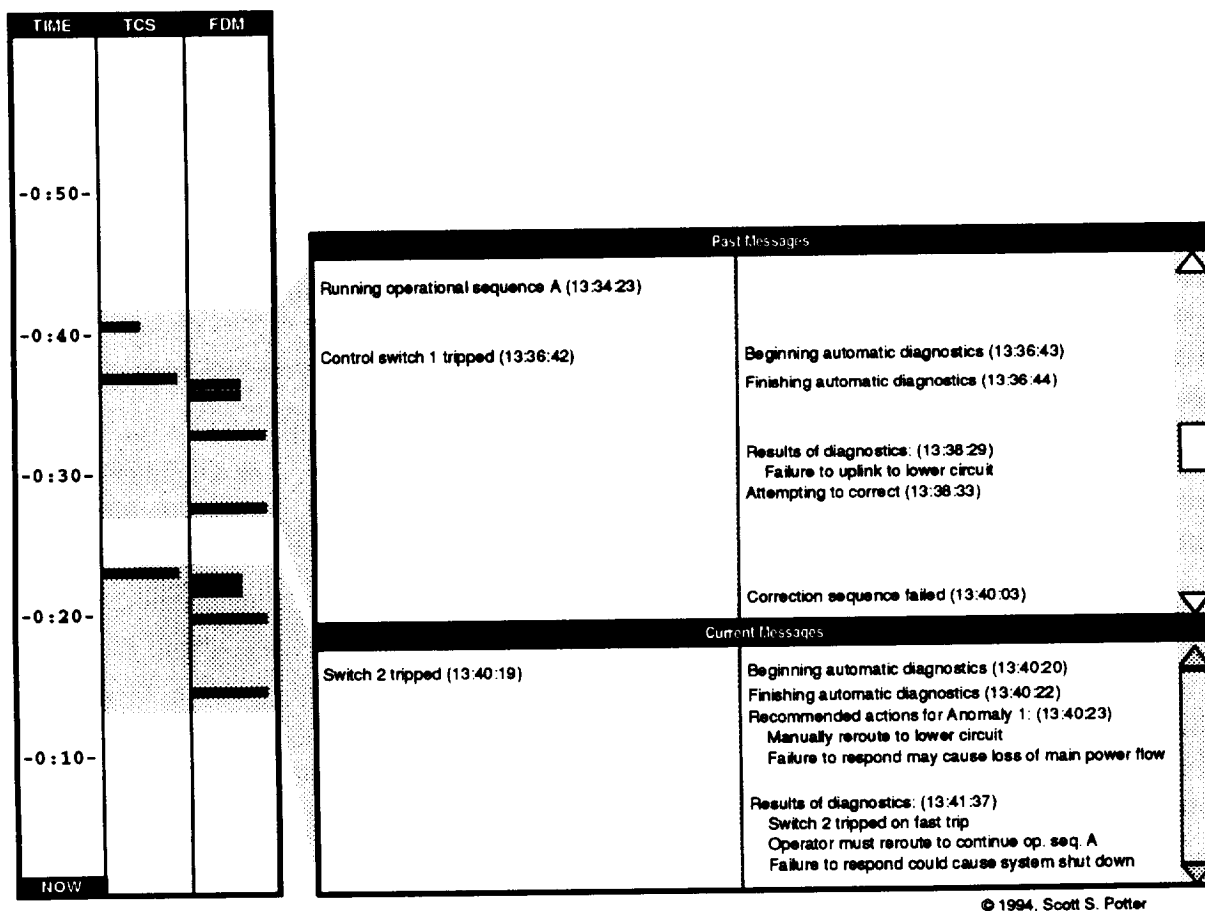 TIME TCS FDM
-0:50-
-0:40-
-0:30-
-0:20-
-0:10-
NOW
Past Messages
Running operational sequence A (13:34:23)
Control switch 1 tripped (13:36:42)
Beginning automatic diagnostics (13:36:43)
Finishing automatic diagnostics (13:36:44)
Results of diagnostics: (13:38:29)
Failure to uplink to lower circuit
Attempting to correct (13:38:33)
Correction sequence failed (13:40:03)
Current Messages
Switch 2 tripped (13:40:19)
Beginning automatic diagnostics (13:40:20)
Finishing automatic diagnostics (13:40:22)
Recommended actions for Anomaly 1: (13:40:23)
Manually reroute to lower circuit
Failure to respond may cause loss of main power flow
Results of diagnostics: (13:41:37)
Switch 2 tripped on fast trip
Operator must reroute to continue op. seq. A
Failure to respond could cause system shut down
© 1994, Scott S. Potter